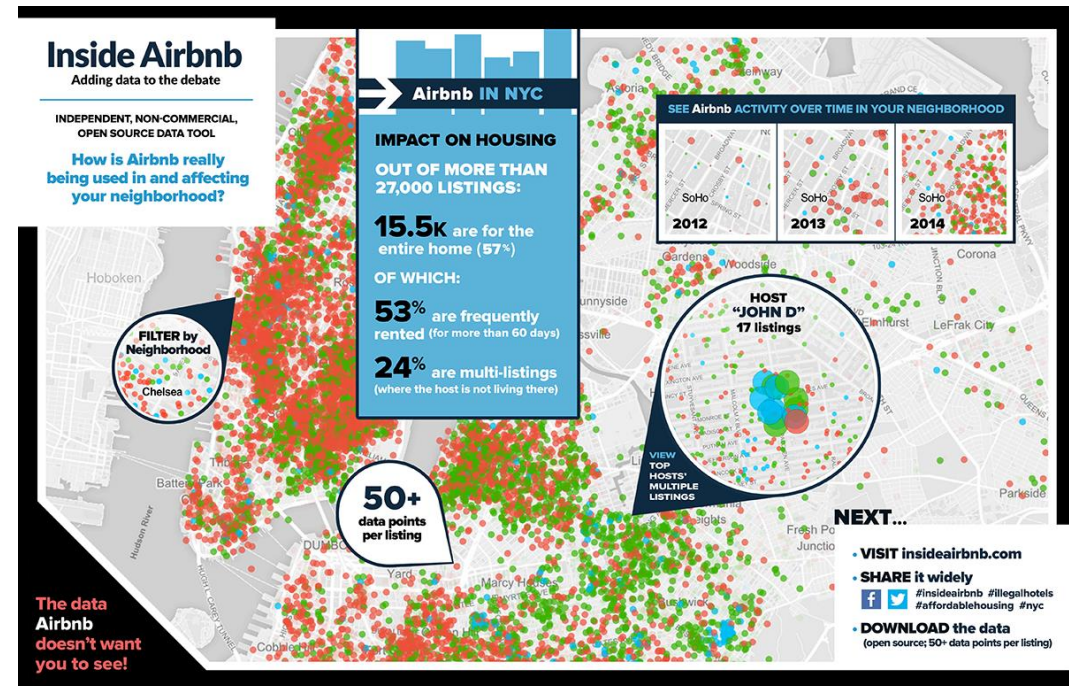 Inside Airbnb
Adding data to the debate
INDEPENDENT, NON-COMMERCIAL,
OPEN SOURCE DATA TOOL
How is Airbnb really
being used in and affecting
your neighborhood?
Airbnb IN NYC
IMPACT ON HOUSING
OUT OF MORE THAN
27,000 LISTINGS:
15.5K are for the
entire home (57%)
OF WHICH:
53% are frequently
rented (for more than 60 days)
24% are multi-listings
(where the host is not living there)
SEE Airbnb ACTIVITY OVER TIME IN YOUR NEIGHBORHOOD
SoHo
2012
SoHo
2013
SoHo
2014
Astoria
Hoboken
FILTER by
Neighborhood
Chelsea
Woodside
Corona
Elmhurst
LeFrak City
HOST
"JOHN D"
17 listings
VIEW
TOP
HOSTS'
MULTIPLE
LISTINGS
50+
data points
per listing
Hudson River
HUGH L. CAREY TUNNEL
DUMBO
Yard
Marcy Houses
Parkside
The data
Airbnb
doesn't want
you to see!
NEXT...
• VISIT insideairbnb.com
• SHARE it widely
#insideairbnb #illegalhotels
#affordablehousing #nyc
• DOWNLOAD the data
(open source; 50+ data points per listing)